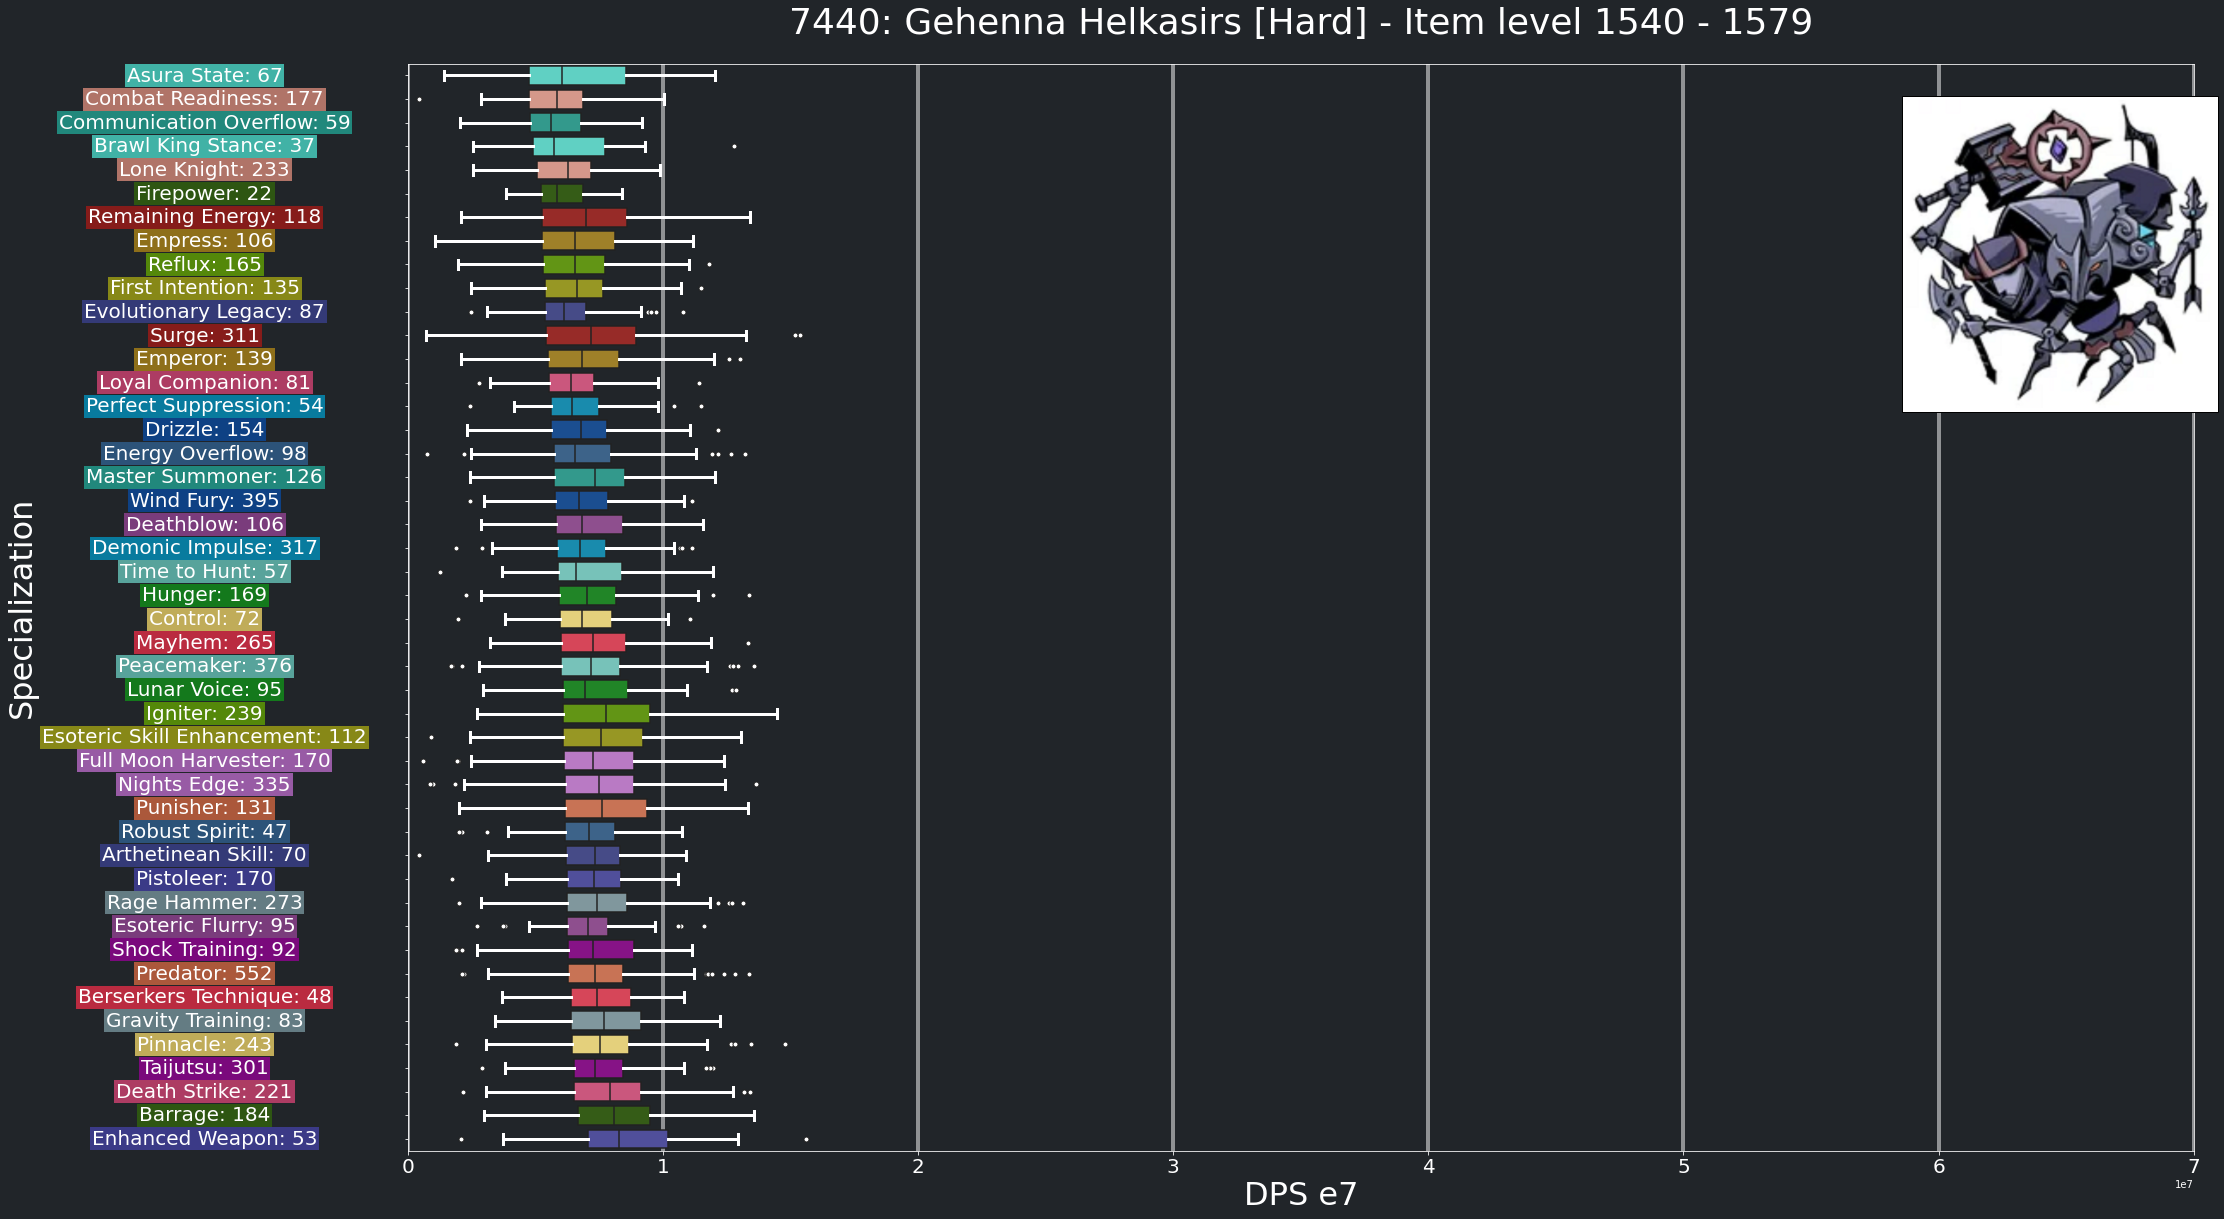 7440: Gehenna Helkasirs [Hard] - Item level 1540 - 1579
Specialization
Asura State: 67
Combat Readiness: 177
Communication Overflow: 59
Brawl King Stance: 37
Lone Knight: 233
Firepower: 22
Remaining Energy: 118
Empress: 106
Reflux: 165
First Intention: 135
Evolutionary Legacy: 87
Surge: 311
Emperor: 139
Loyal Companion: 81
Perfect Suppression: 54
Drizzle: 154
Energy Overflow: 98
Master Summoner: 126
Wind Fury: 395
Deathblow: 106
Demonic Impulse: 317
Time to Hunt: 57
Hunger: 169
Control: 72
Mayhem: 265
Peacemaker: 376
Lunar Voice: 95
Igniter: 239
Esoteric Skill Enhancement: 112
Full Moon Harvester: 170
Nights Edge: 335
Punisher: 131
Robust Spirit: 47
Arthetinean Skill: 70
Pistoleer: 170
Rage Hammer: 273
Esoteric Flurry: 95
Shock Training: 92
Predator: 552
Berserkers Technique: 48
Gravity Training: 83
Pinnacle: 243
Taijutsu: 301
Death Strike: 221
Barrage: 184
Enhanced Weapon: 53
0 1 2 3 4 5 6 7
1e7
DPS e7